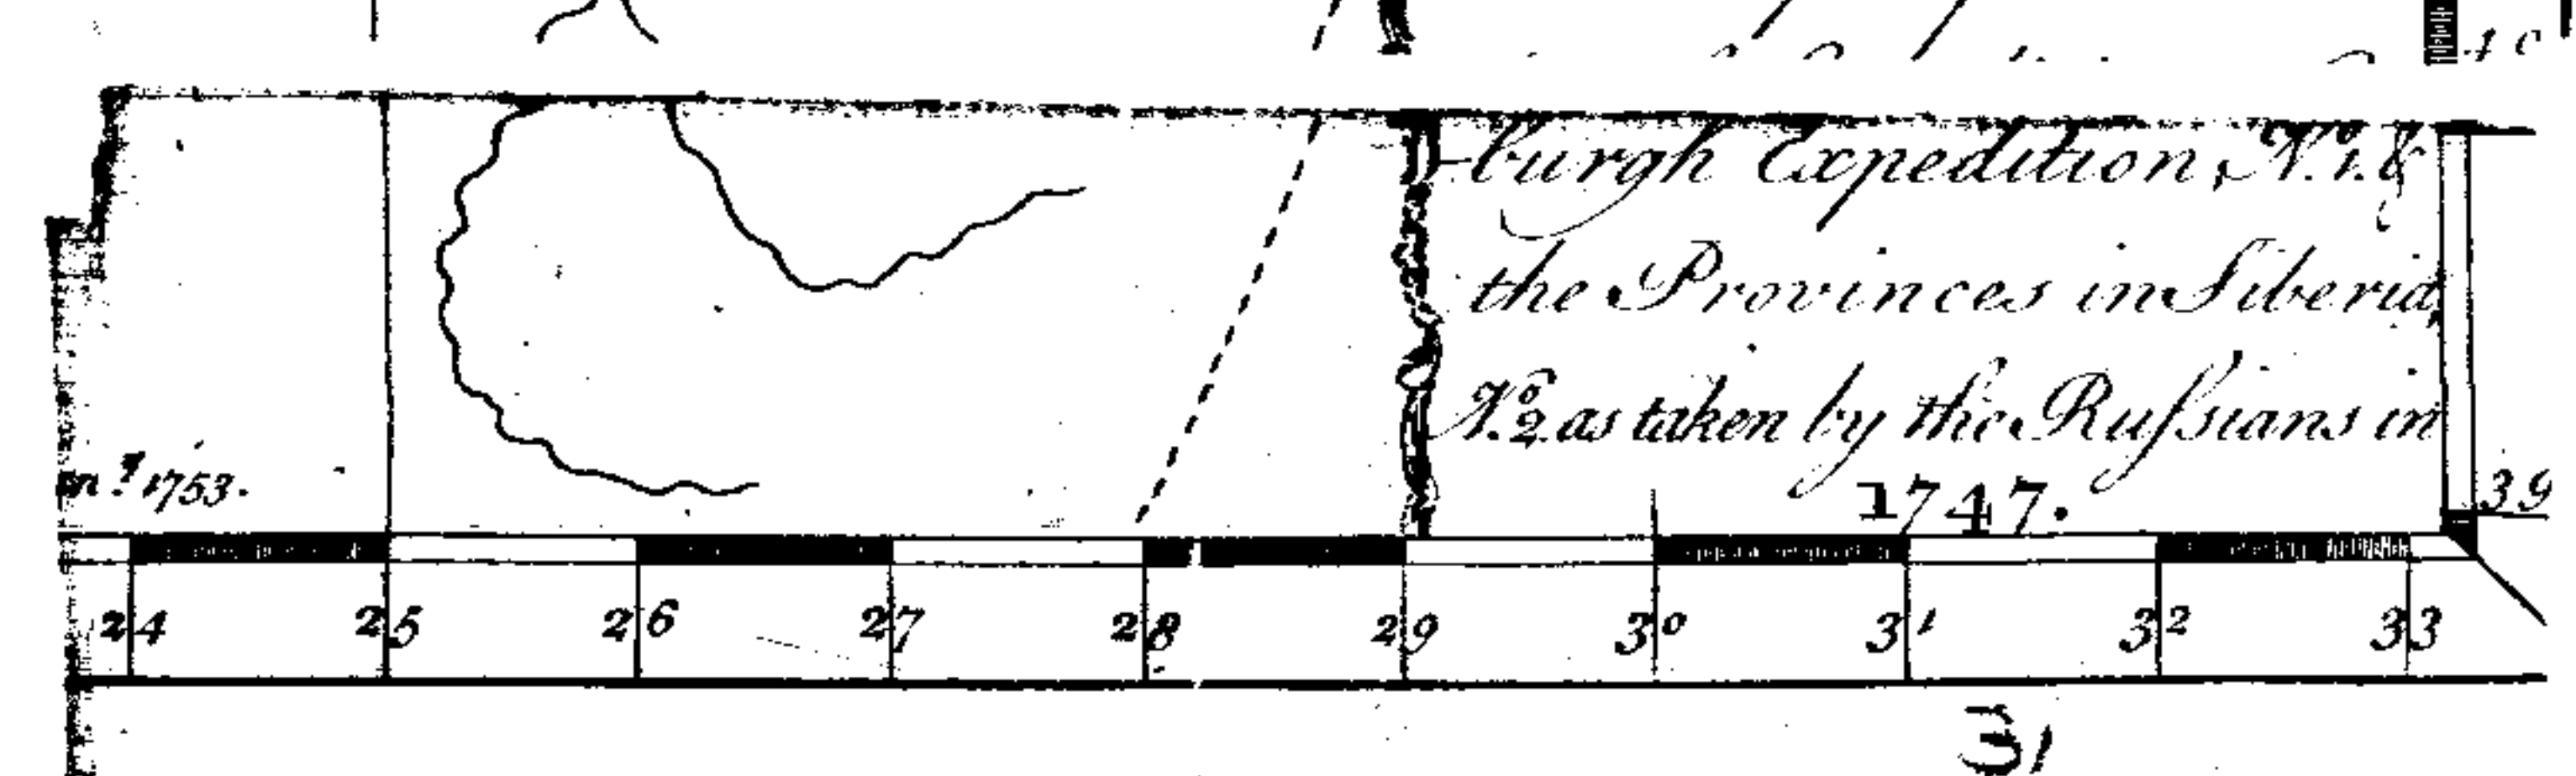 40
burgh Expedition, N.º 1. &
the Provinces in Siberia,
N.º 2 as taken by the Ruſsians in
1747.
1753.
39
24 25 26 27 28 29 30 31 32 33
31